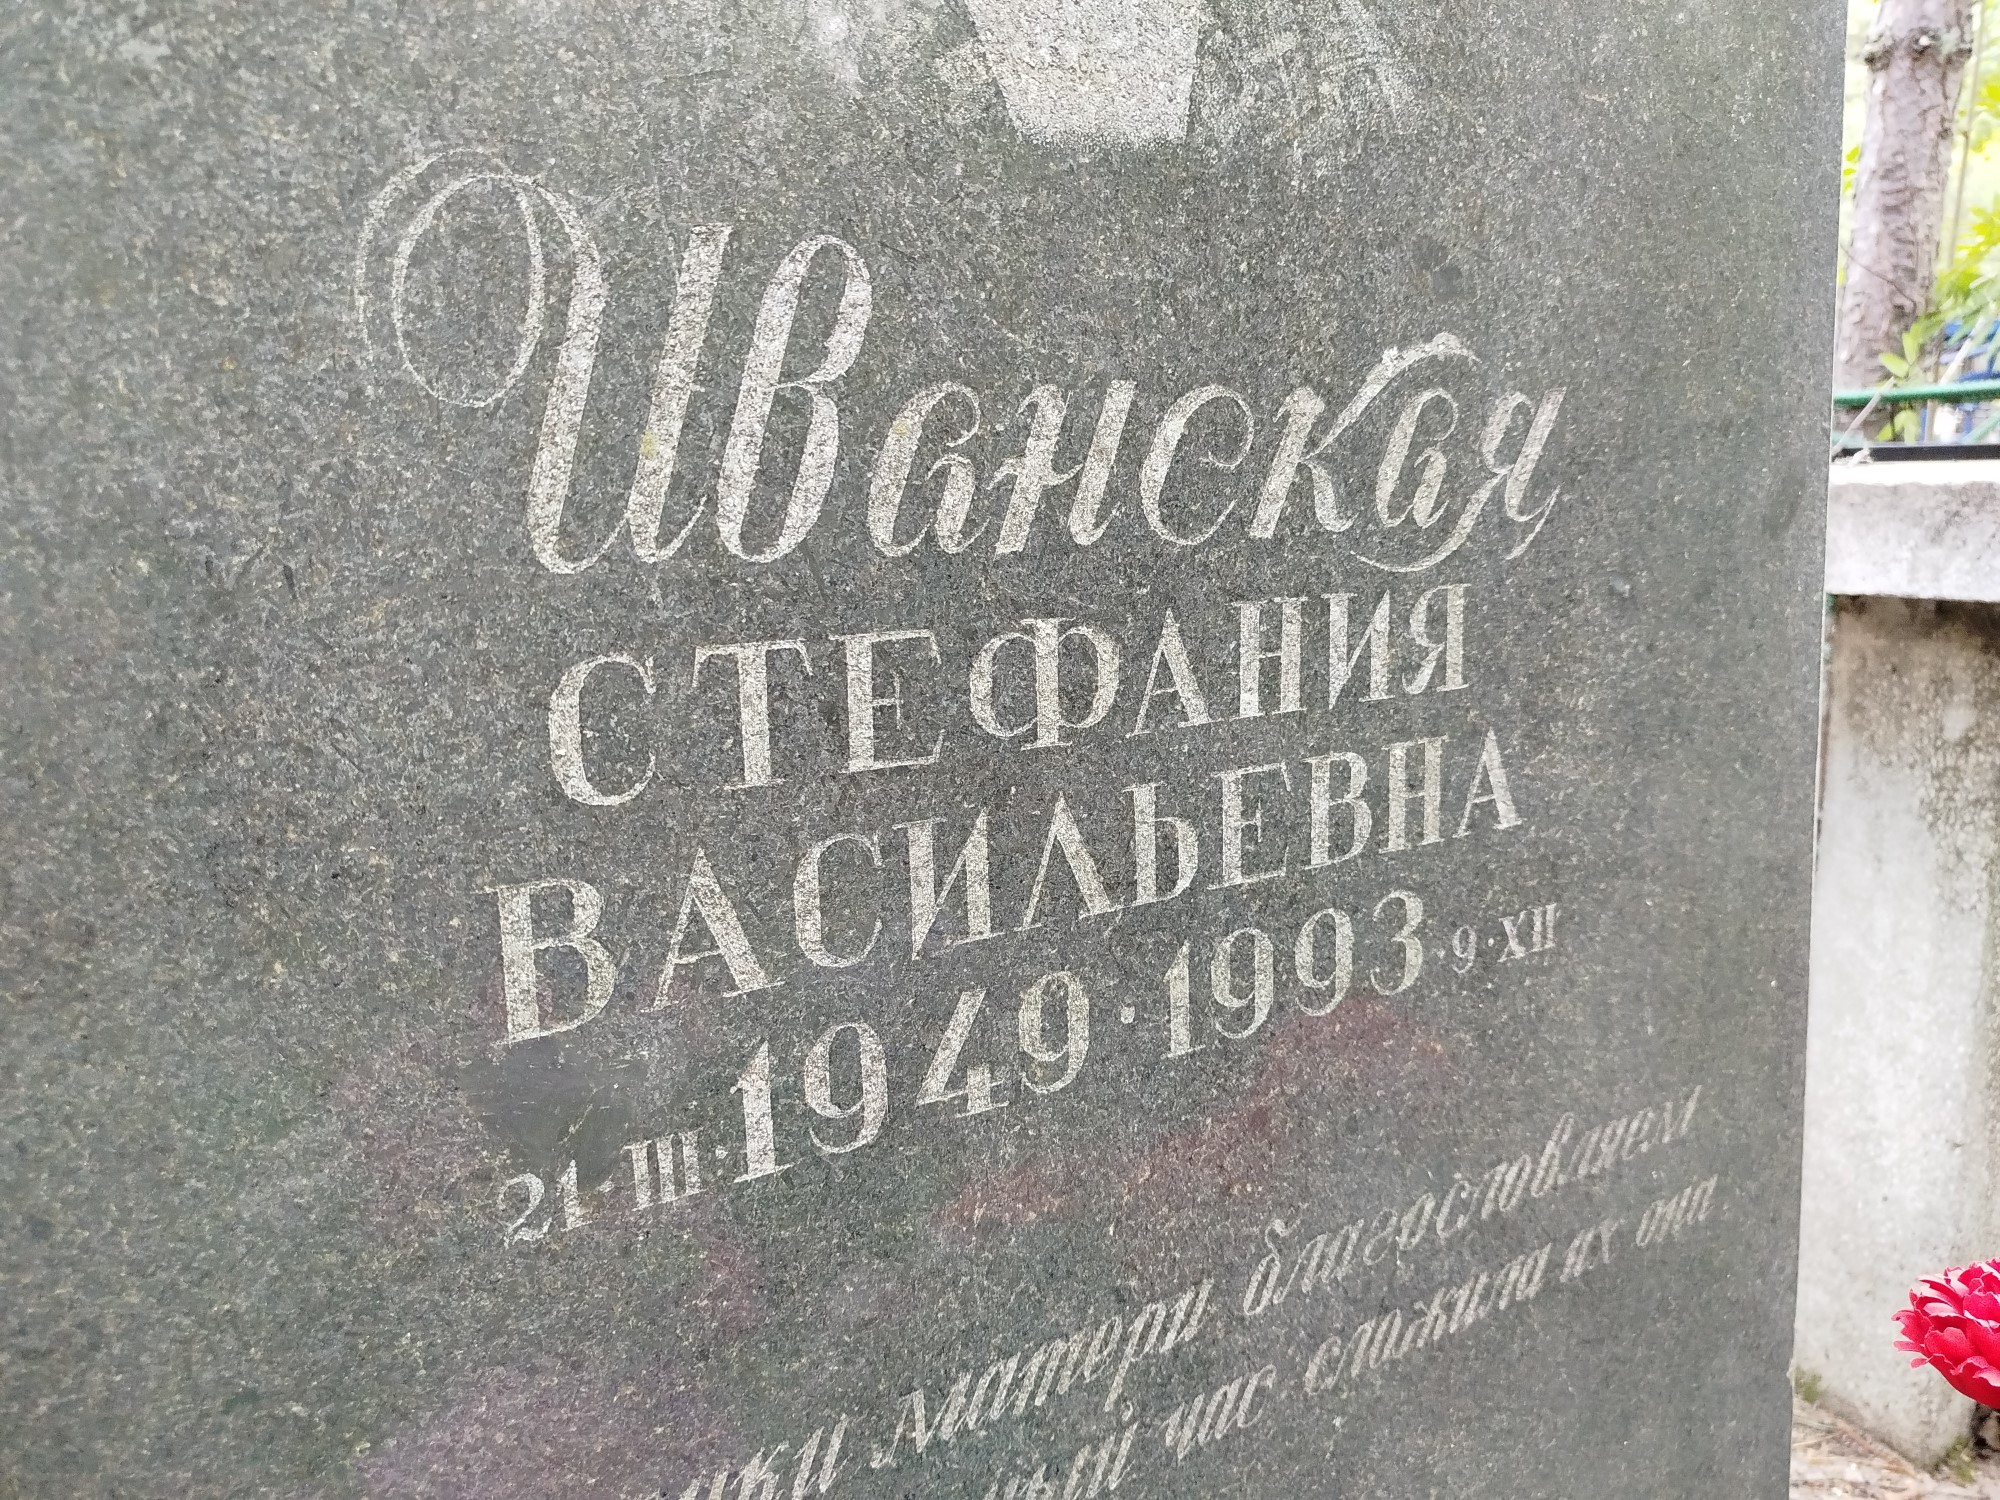 Иванская
СТЕФАНИЯ
ВАСИЛЬЕВНА
21·III·1949·1993·9·XII
матери благословляем
час служила их она